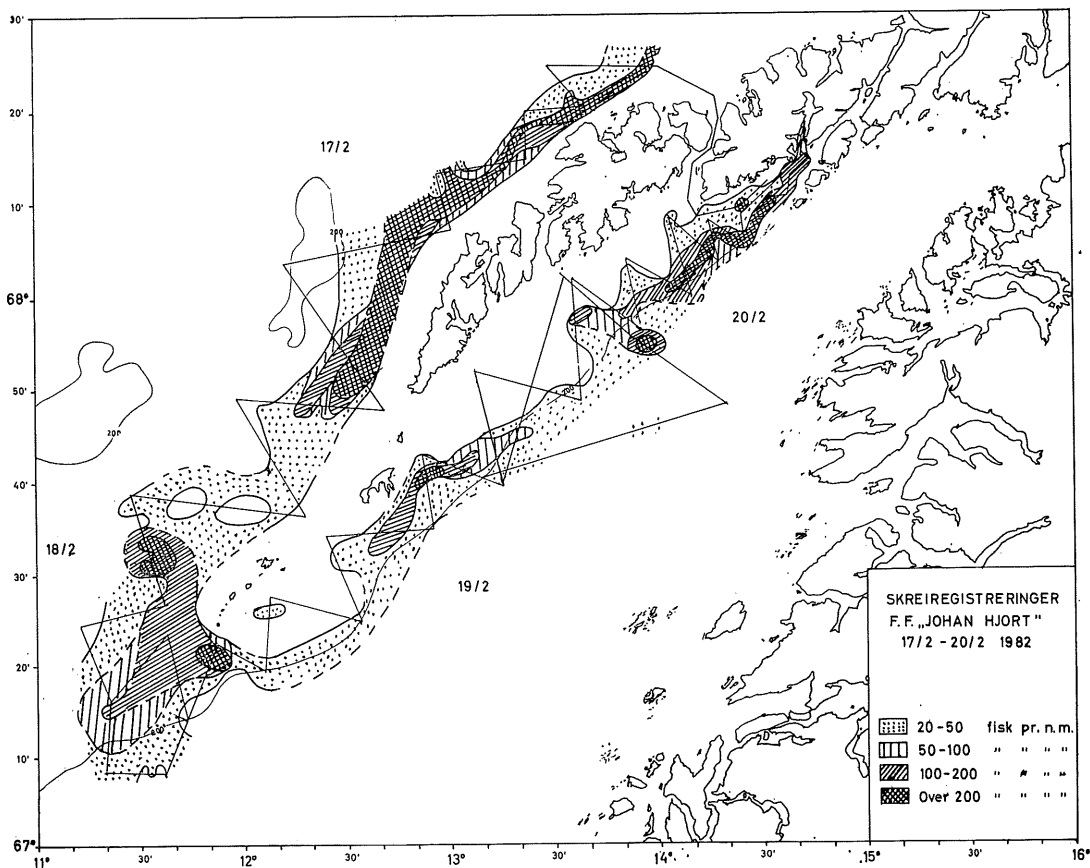 30'
20'
17/2
10'
200
68°
20/2
50'
200
200
40'
18/2
30'
19/2
SKREIREGISTRERINGER
F.F. „JOHAN HJORT"
17/2 - 20/2 1982
20'
20-50 fisk pr. n. m.
50-100 " " " "
10'
100-200 " " " "
Over 200 " " " "
200
67°
11° 30' 12° 30' 13° 30' 14° 30' 15° 30' 16°